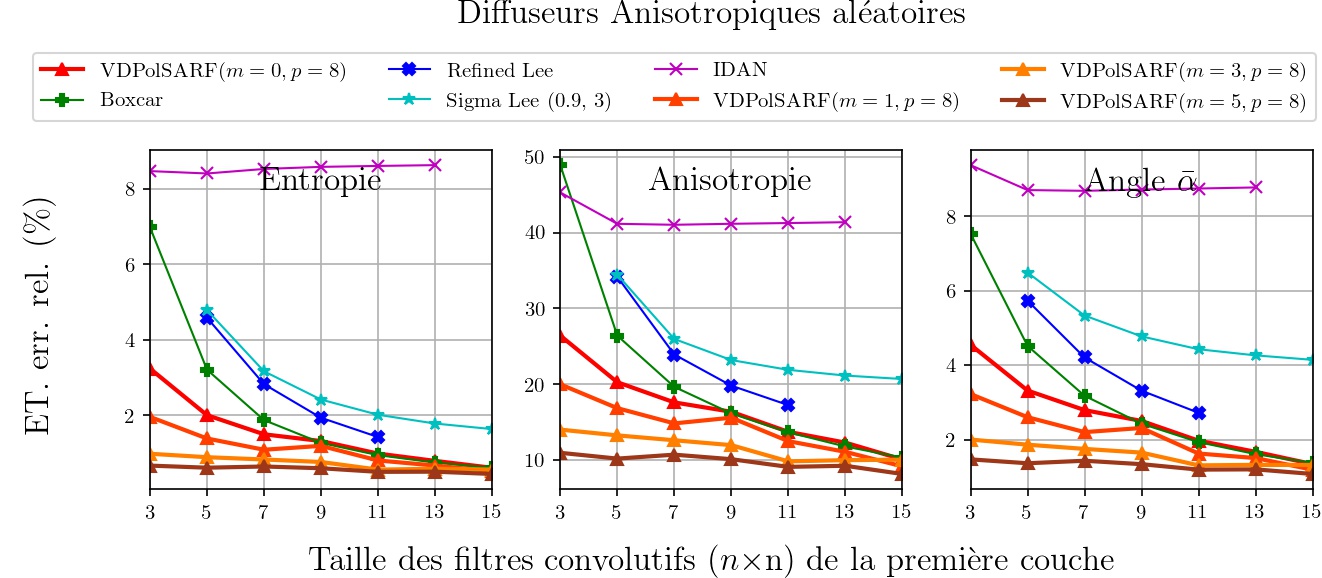 Diffuseurs Anisotropiques aléatoires
VDPolSARF(m = 0, p = 8) Refined Lee IDAN VDPolSARF(m = 3, p = 8)
Boxcar Sigma Lee (0.9, 3) VDPolSARF(m = 1, p = 8) VDPolSARF(m = 5, p = 8)
ET. err. rel. (%)
Entropie
8
6
4
2
3 5 7 9 11 13 15
Anisotropie
50
40
30
20
10
3 5 7 9 11 13 15
Angle ᾱ
8
6
4
2
3 5 7 9 11 13 15
Taille des filtres convolutifs (n×n) de la première couche